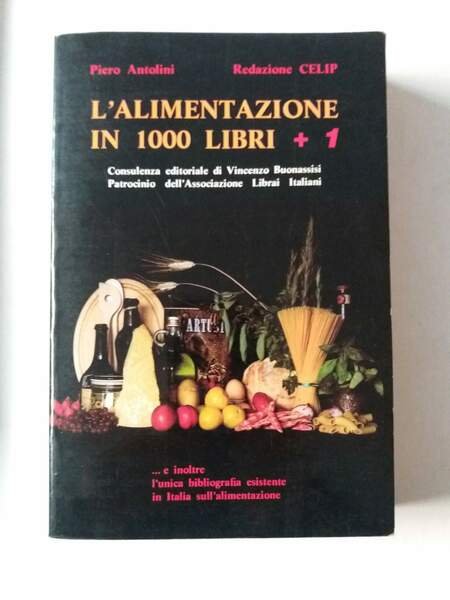 Piero Antolini Redazione CELIP
L'ALIMENTAZIONE
IN 1000 LIBRI + 1
Consulenza editoriale di Vincenzo Buonassisi
Patrocinio dell'Associazione Librai Italiani
... e inoltre
l'unica bibliografia esistente
in Italia sull'alimentazione